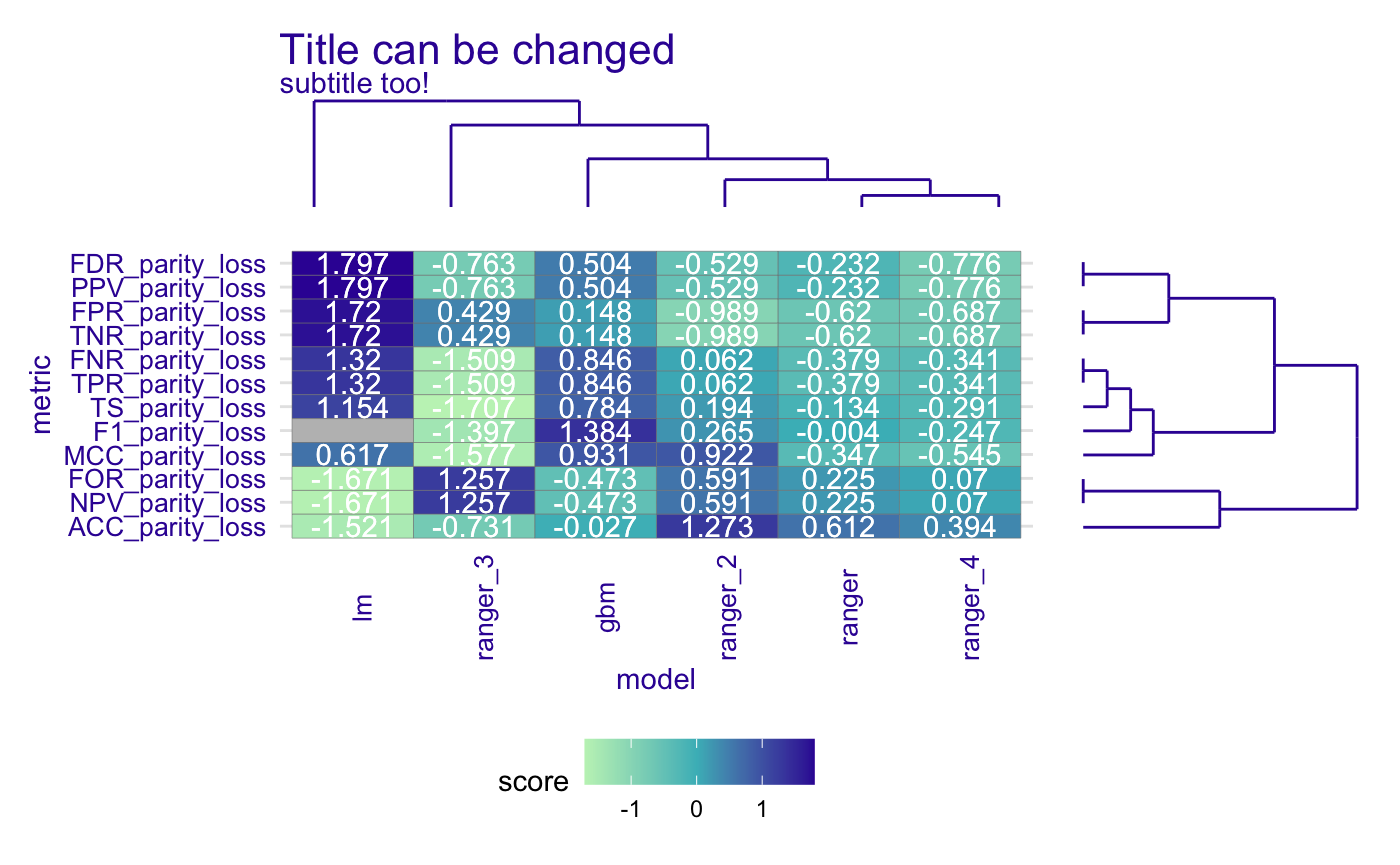 Title can be changed
subtitle too!
metric
FDR_parity_loss 1.797 -0.763 0.504 -0.529 -0.232 -0.776
PPV_parity_loss 1.797 -0.763 0.504 -0.529 -0.232 -0.776
FPR_parity_loss 1.72 0.429 0.148 -0.989 -0.62 -0.687
TNR_parity_loss 1.72 0.429 0.148 -0.989 -0.62 -0.687
FNR_parity_loss 1.32 -1.509 0.846 0.062 -0.379 -0.341
TPR_parity_loss 1.32 -1.509 0.846 0.062 -0.379 -0.341
TS_parity_loss 1.154 -1.707 0.784 0.194 -0.134 -0.291
F1_parity_loss -1.397 1.384 0.265 -0.004 -0.247
MCC_parity_loss 0.617 -1.577 0.931 0.922 -0.347 -0.545
FOR_parity_loss -1.671 1.257 -0.473 0.591 0.225 0.07
NPV_parity_loss -1.671 1.257 -0.473 0.591 0.225 0.07
ACC_parity_loss -1.521 -0.731 -0.027 1.273 0.612 0.394
lm ranger_3 gbm ranger_2 ranger ranger_4
model
score
-1 0 1